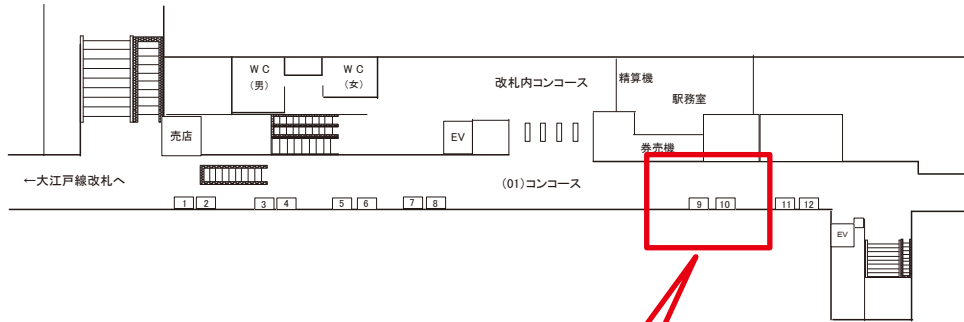 WC
(男)
WC
(女)
改札内コンコース
精算機
駅務室
売店
EV
券売機
←大江戸線改札へ
(01)コンコース
1 2 3 4 5 6 7 8 9 10 11 12
EV